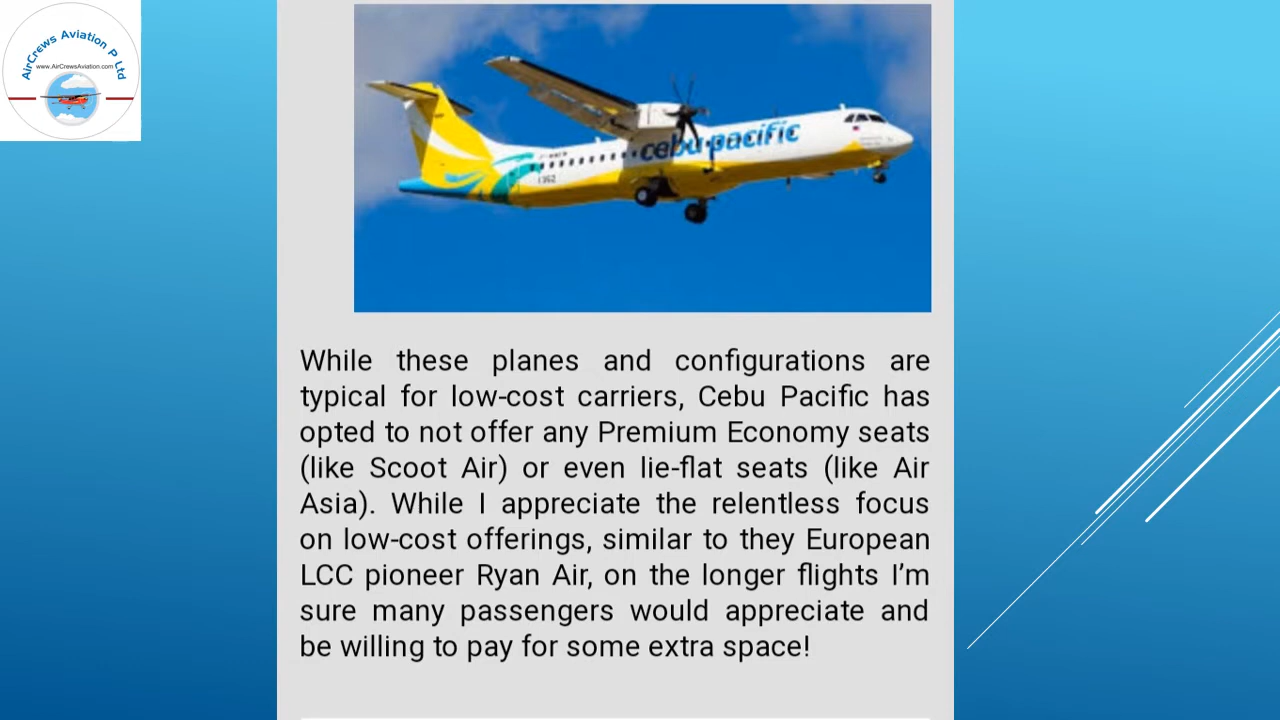 AirCrews Aviation P Ltd
www.AirCrewsAviation.com
cebu pacific
While these planes and configurations are
typical for low-cost carriers, Cebu Pacific has
opted to not offer any Premium Economy seats
(like Scoot Air) or even lie-flat seats (like Air
Asia). While I appreciate the relentless focus
on low-cost offerings, similar to they European
LCC pioneer Ryan Air, on the longer flights I’m
sure many passengers would appreciate and
be willing to pay for some extra space!